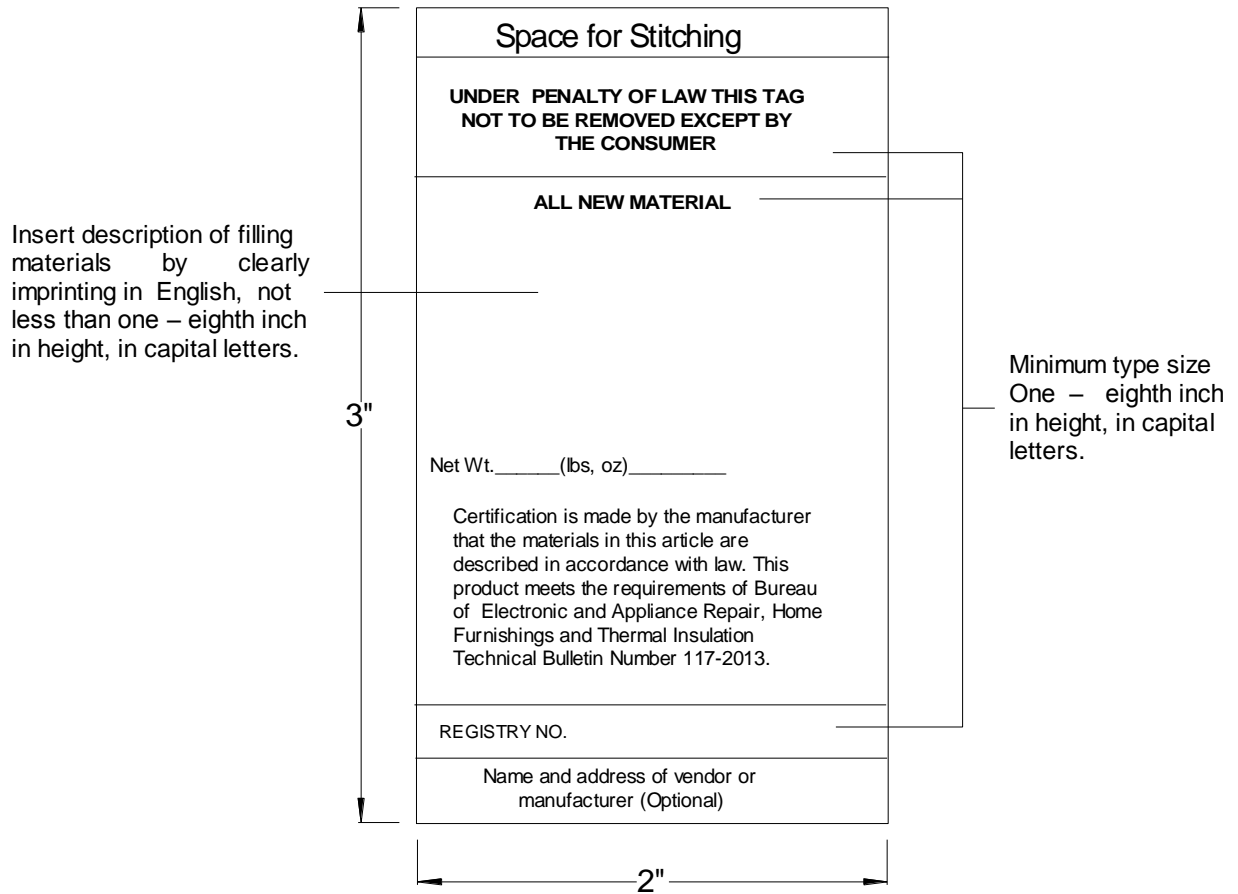 Space for Stitching
UNDER PENALTY OF LAW THIS TAG
NOT TO BE REMOVED EXCEPT BY
THE CONSUMER
ALL NEW MATERIAL
Insert description of filling
materials by clearly
imprinting in English, not
less than one – eighth inch
in height, in capital letters.
Minimum type size
One – eighth inch
in height, in capital
letters.
3"
Net Wt.______(lbs, oz)_________
Certification is made by the manufacturer
that the materials in this article are
described in accordance with law. This
product meets the requirements of Bureau
of Electronic and Appliance Repair, Home
Furnishings and Thermal Insulation
Technical Bulletin Number 117-2013.
REGISTRY NO.
Name and address of vendor or
manufacturer (Optional)
2"